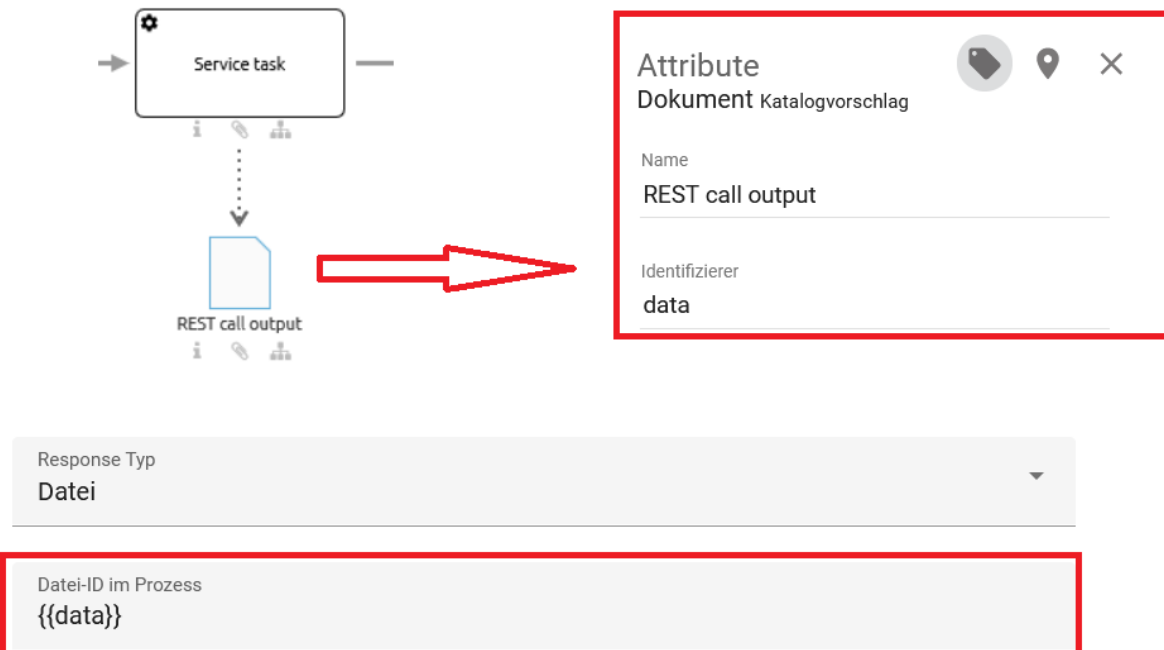 Service task
REST call output
Attribute
Dokument Katalogvorschlag
Name
REST call output
Identifizierer
data
Response Typ
Datei
Datei-ID im Prozess
{{data}}